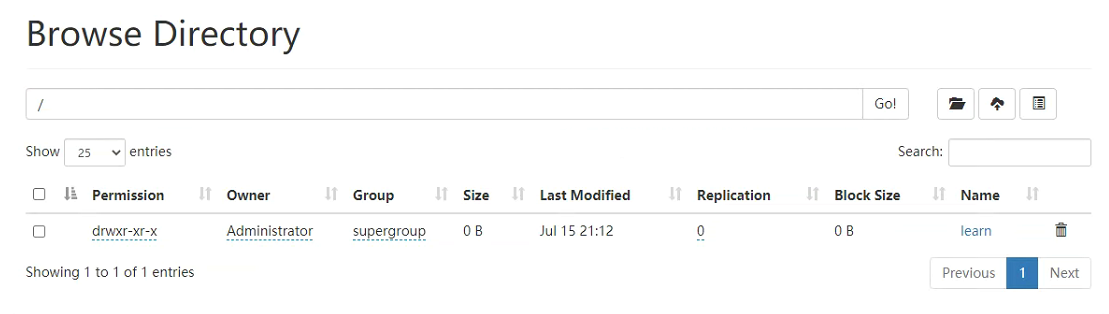 Browse Directory
/ Go!
Show 25 entries Search:
Permission Owner Group Size Last Modified Replication Block Size Name
drwxr-xr-x Administrator supergroup 0 B Jul 15 21:12 0 0 B learn
Showing 1 to 1 of 1 entries Previous 1 Next